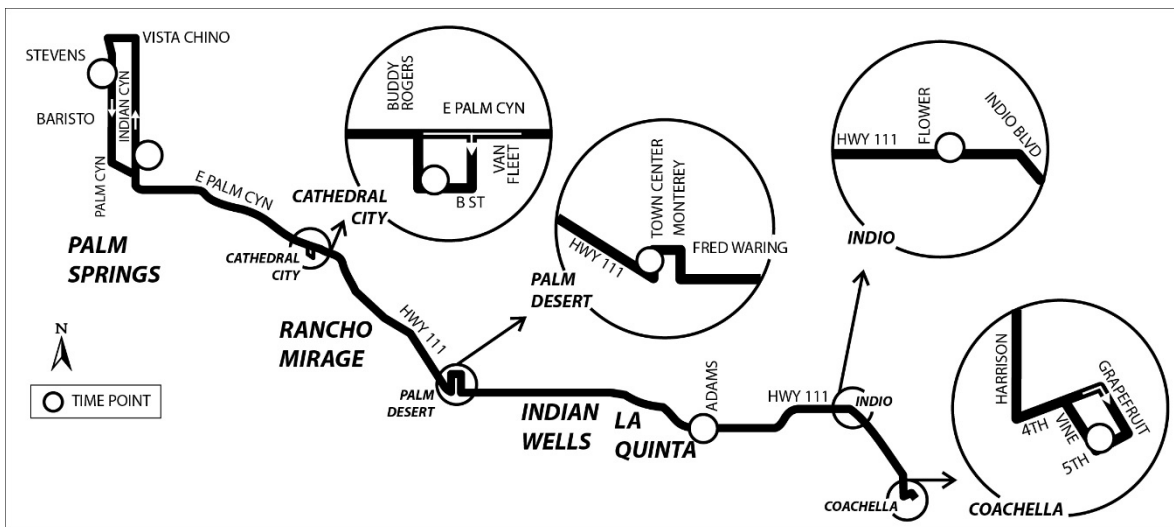 VISTA CHINO
STEVENS
INDIAN CYN
BARISTO
PALM CYN
E PALM CYN
PALM
SPRINGS
CATHEDRAL
CITY
BUDDY
ROGERS
E PALM CYN
VAN
FLEET
B ST
CATHEDRAL
CITY
RANCHO
MIRAGE
HWY 111
PALM
DESERT
TOWN CENTER
MONTEREY
FRED WARING
HWY 111
PALM
DESERT
INDIAN
WELLS
LA
QUINTA
ADAMS
HWY 111
INDIO
HWY 111
FLOWER
INDIO BLVD
INDIO
COACHELLA
HARRISON
GRAPEFRUIT
4TH
VINE
5TH
COACHELLA
N
TIME POINT